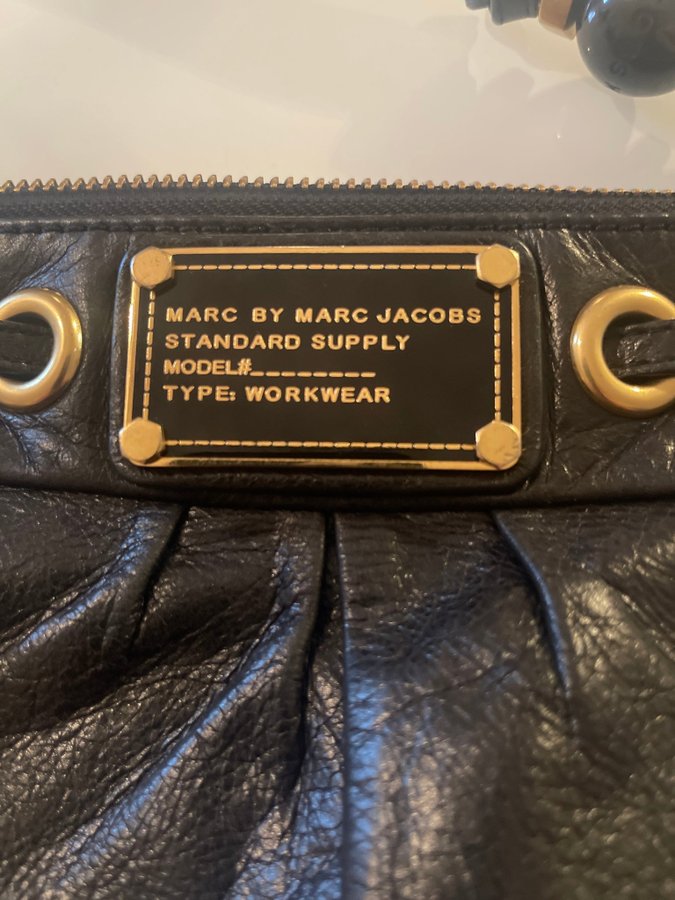 MARC BY MARC JACOBS
STANDARD SUPPLY
MODEL#________
TYPE: WORKWEAR